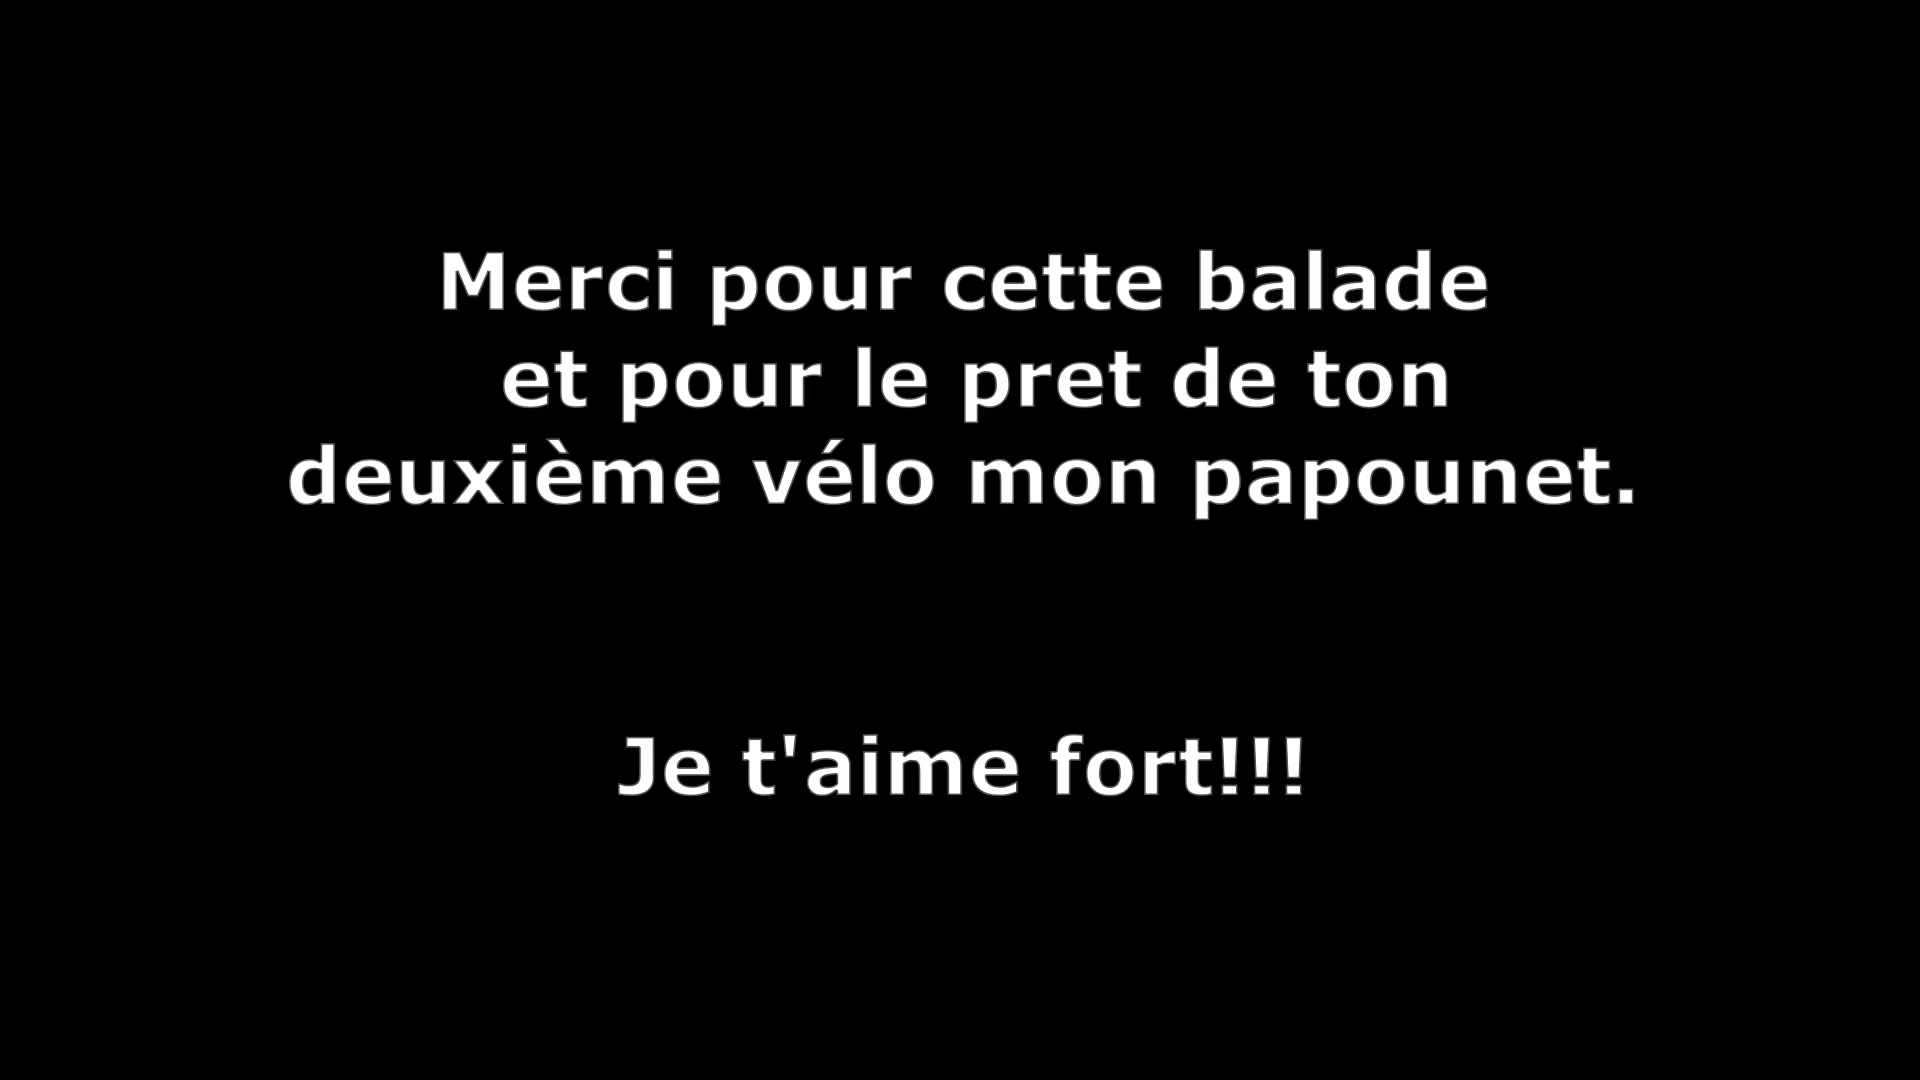 Merci pour cette balade
et pour le pret de ton
deuxième vélo mon papounet.
Je t'aime fort!!!